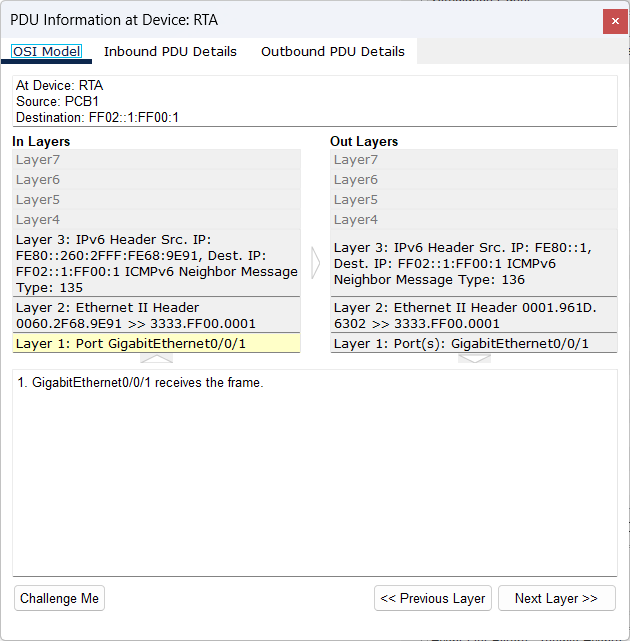 PDU Information at Device: RTA
OSI Model Inbound PDU Details Outbound PDU Details
At Device: RTA
Source: PCB1
Destination: FF02::1:FF00:1
In Layers
Layer7
Layer6
Layer5
Layer4
Layer 3: IPv6 Header Src. IP:
FE80::260:2FFF:FE68:9E91, Dest. IP:
FF02::1:FF00:1 ICMPv6
Neighbor Message
Type: 135
Layer 2: Ethernet II Header
0060.2F68.9E91 >> 3333.FF00.0001
Layer 1: Port GigabitEthernet0/0/1
Out Layers
Layer7
Layer6
Layer5
Layer4
Layer 3: IPv6 Header Src. IP: FE80::1,
Dest. IP: FF02::1:FF00:1 ICMPv6
Neighbor Message Type: 136
Layer 2: Ethernet II Header 0001.961D.
6302 >> 3333.FF00.0001
Layer 1: Port(s): GigabitEthernet0/0/1
1. GigabitEthernet0/0/1 receives the frame.
Challenge Me << Previous Layer Next Layer >>